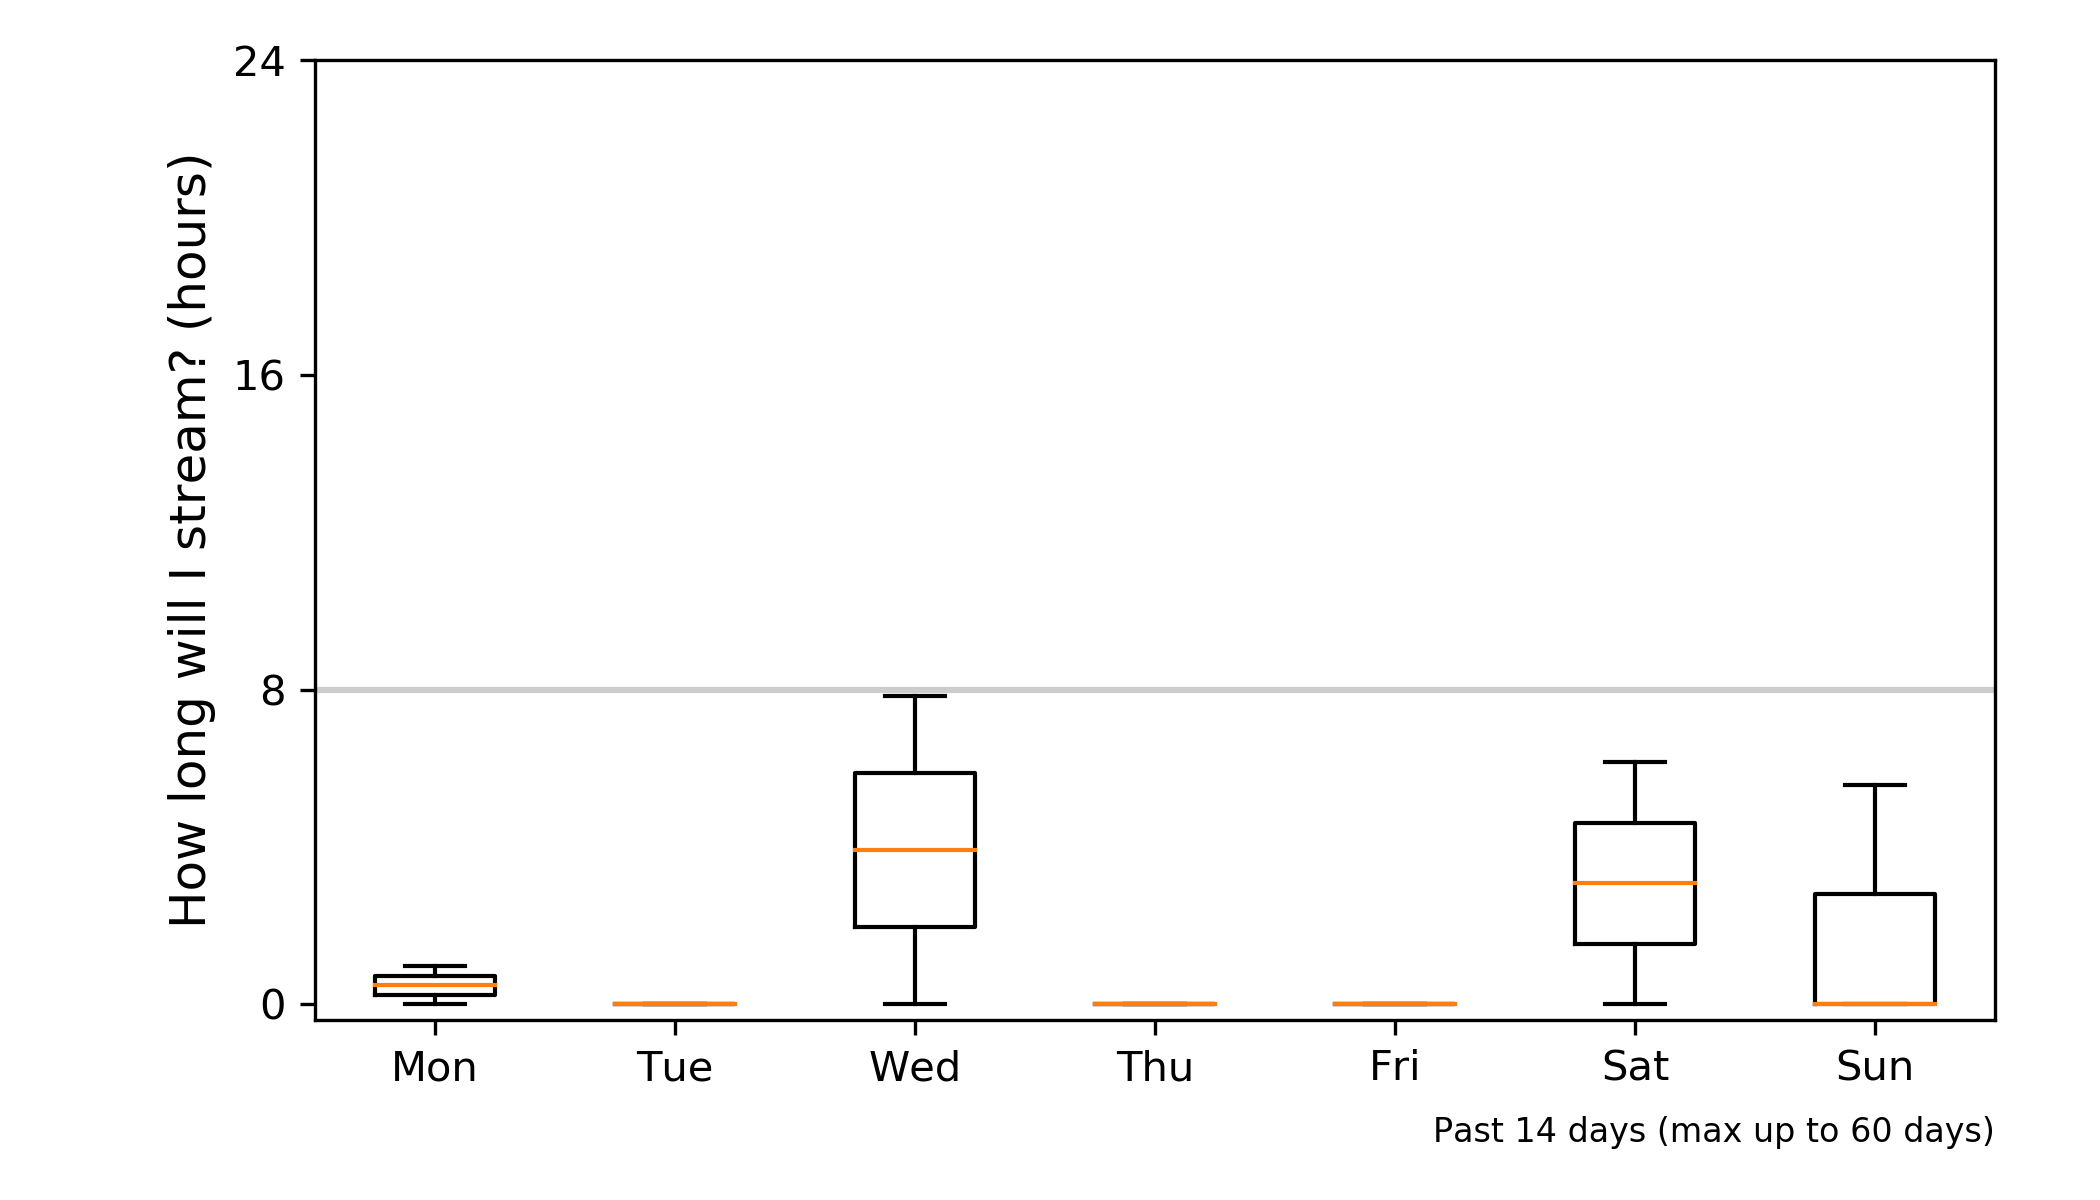 24
16
8
0
How long will I stream? (hours)
Mon Tue Wed Thu Fri Sat Sun
Past 14 days (max up to 60 days)